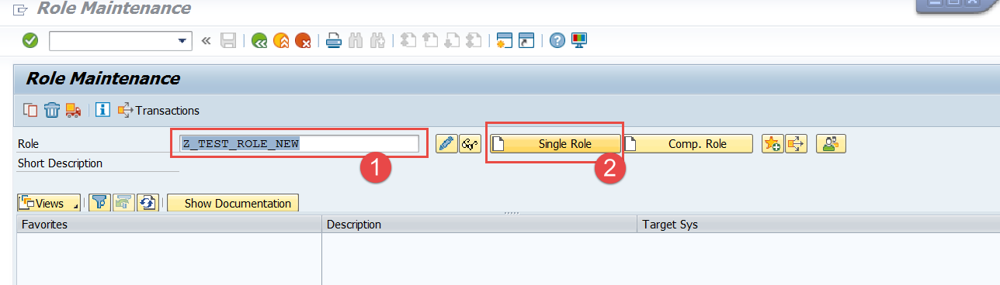 Role Maintenance
Role Maintenance
Transactions
Role Z_TEST_ROLE_NEW Single Role Comp. Role
1 2
Short Description
Views Show Documentation
Favorites Description Target Sys